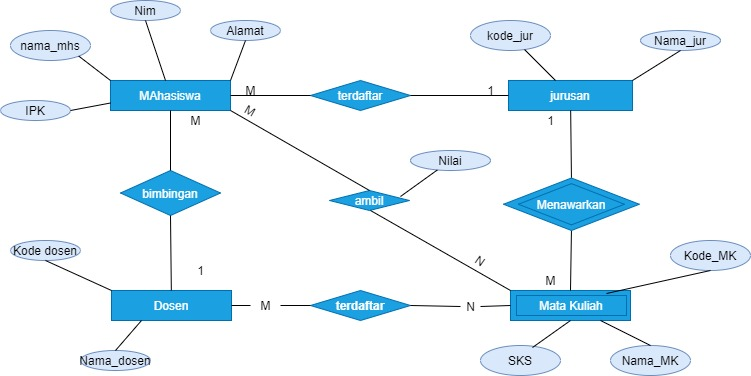 Nim
nama_mhs
Alamat
kode_jur
Nama_jur
IPK
MAhasiswa
M
terdaftar
1
jurusan
M
M
1
Nilai
bimbingan
ambil
Menawarkan
Kode dosen
Kode_MK
N
1
M
Dosen
M
terdaftar
N
Mata Kuliah
Nama_dosen
SKS
Nama_MK